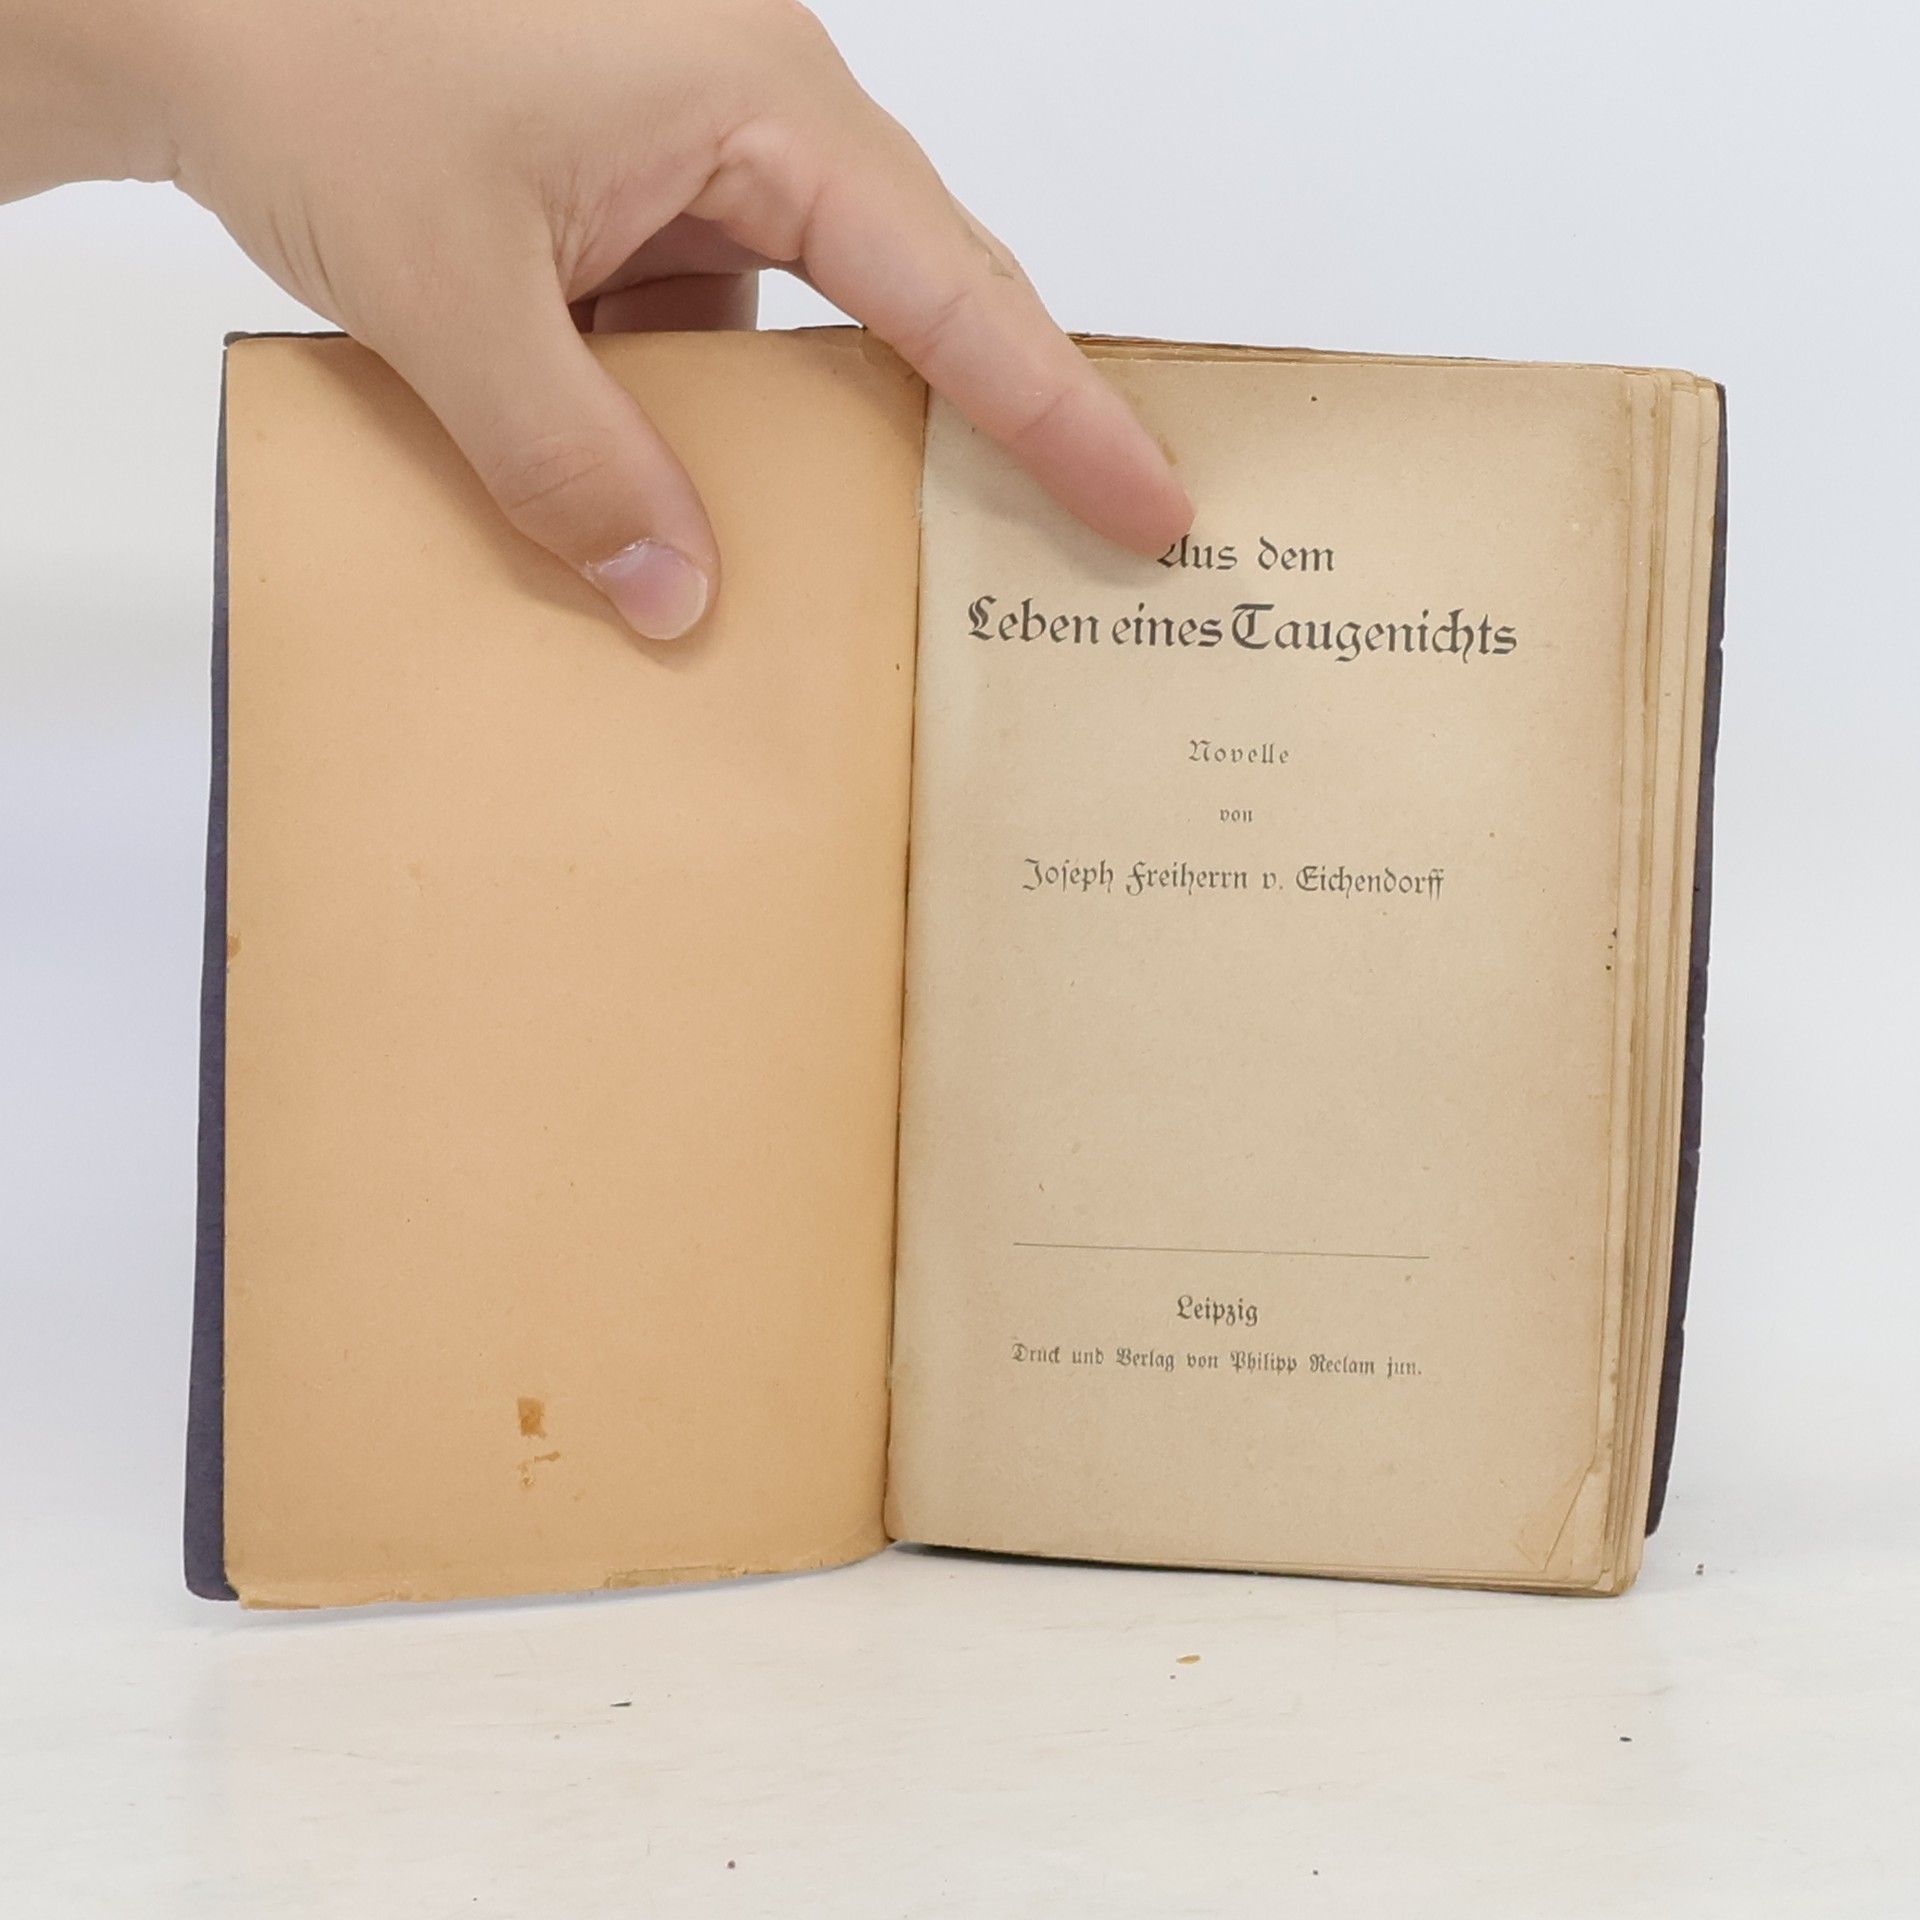 Aus dem
Leben eines Taugenichts
Novelle
von
Joseph Freiherrn v. Eichendorff
Leipzig
Druck und Verlag von Philipp Reclam jun.